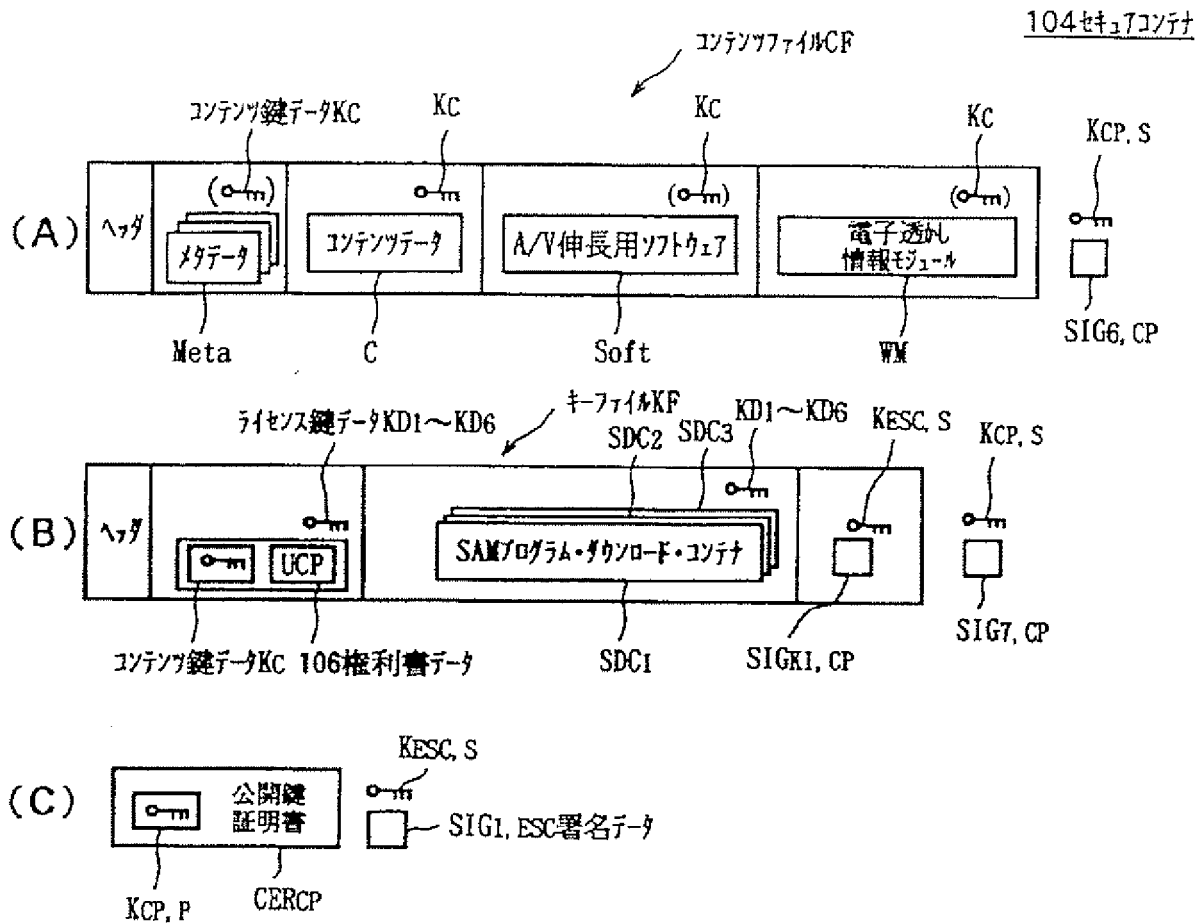 104セキュアコンテナ
コンテンツファイルCF
コンテンツ鍵データKC
KC
KC
KC
KCP, S
(A)
ヘッダ
メタデータ
コンテンツデータ
A/V伸長用ソフトウェア
電子透かし
情報モジュール
Meta
C
Soft
WM
SIG6, CP
ライセンス鍵データKD1～KD6
キーファイルKF
SDC2
SDC3
KD1～KD6
KESC, S
KCP, S
(B)
ヘッダ
UCP
SAMプログラム・ダウンロード・コンテナ
コンテンツ鍵データKC
106権利書データ
SDC1
SIGK1, CP
SIG7, CP
(C)
公開鍵
証明書
KESC, S
SIG1, ESC署名データ
KCP, P
CERCP